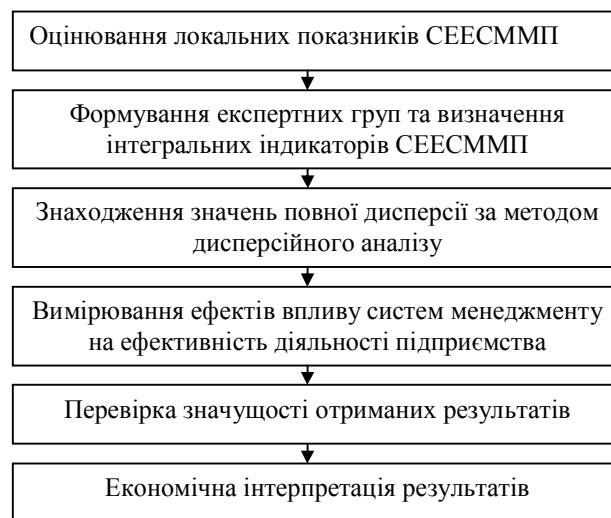 Оцінювання локальних показників СЕЕСММП
Формування експертних груп та визначення
інтегральних індикаторів СЕЕСММП
Знаходження значень повної дисперсії за методом
дисперсійного аналізу
Вимірювання ефектів впливу систем менеджменту
на ефективність діяльності підприємства
Перевірка значущості отриманих результатів
Економічна інтерпретація результатів